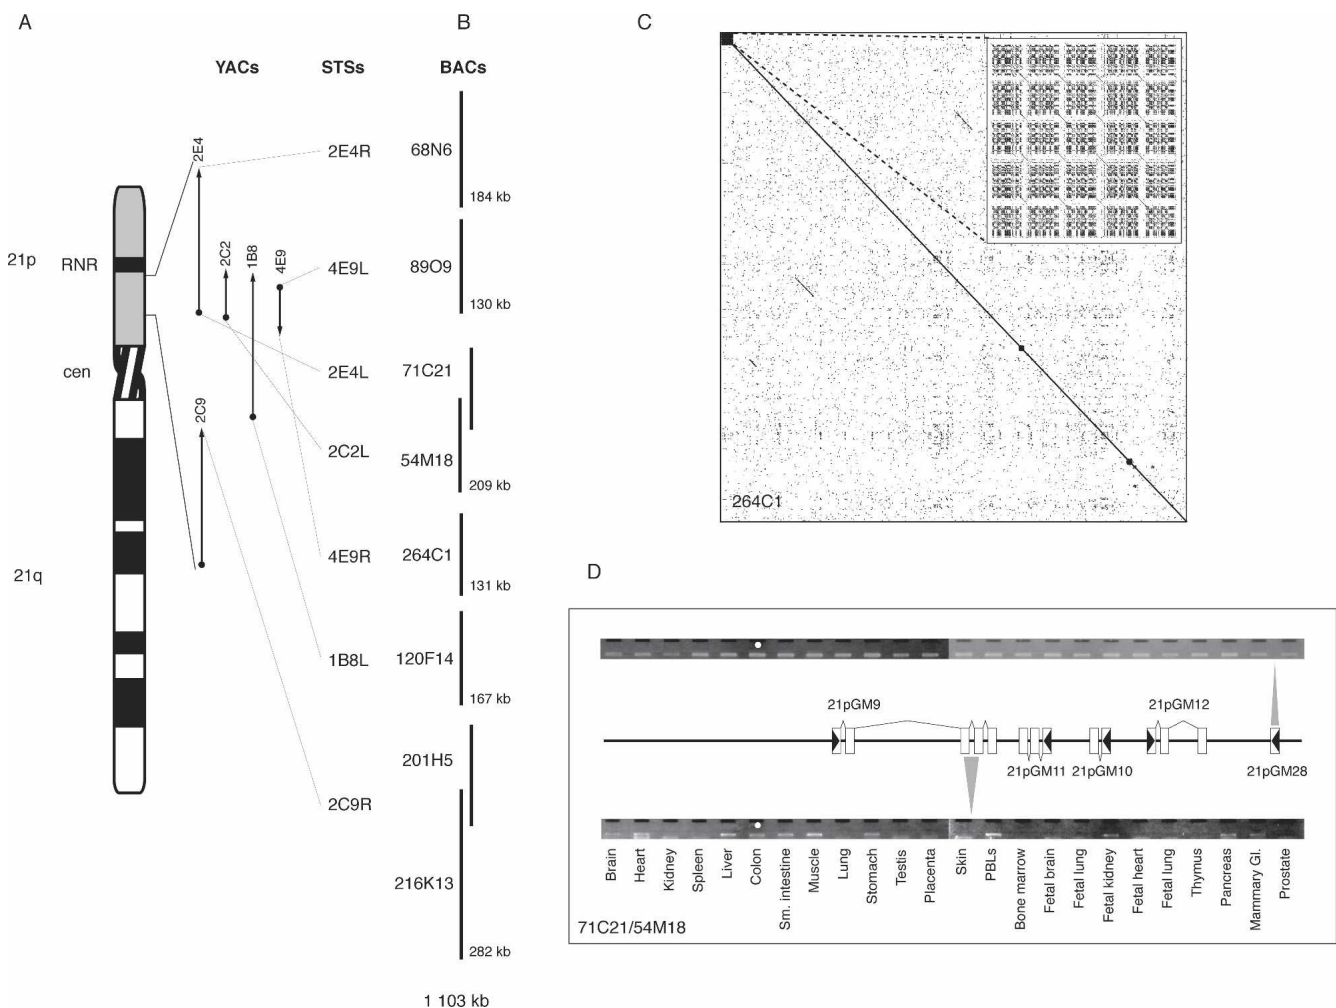 A
B
C
YACs
STSs
BACs
2E4
2E4R
68N6
184 kb
21p
RNR
2C2
1B8
4E9
4E9L
89O9
130 kb
cen
2E4L
71C21
2C9
2C2L
54M18
209 kb
264C1
21q
4E9R
264C1
131 kb
D
1B8L
120F14
167 kb
21pGM9
21pGM12
201H5
21pGM11
21pGM10
21pGM28
2C9R
216K13
Brain
Heart
Kidney
Spleen
Liver
Colon
Sm. intestine
Muscle
Lung
Stomach
Testis
Placenta
Skin
PBLs
Bone marrow
Fetal brain
Fetal lung
Fetal kidney
Fetal heart
Fetal lung
Thymus
Pancreas
Mammary Gl.
Prostate
71C21/54M18
282 kb
1 103 kb